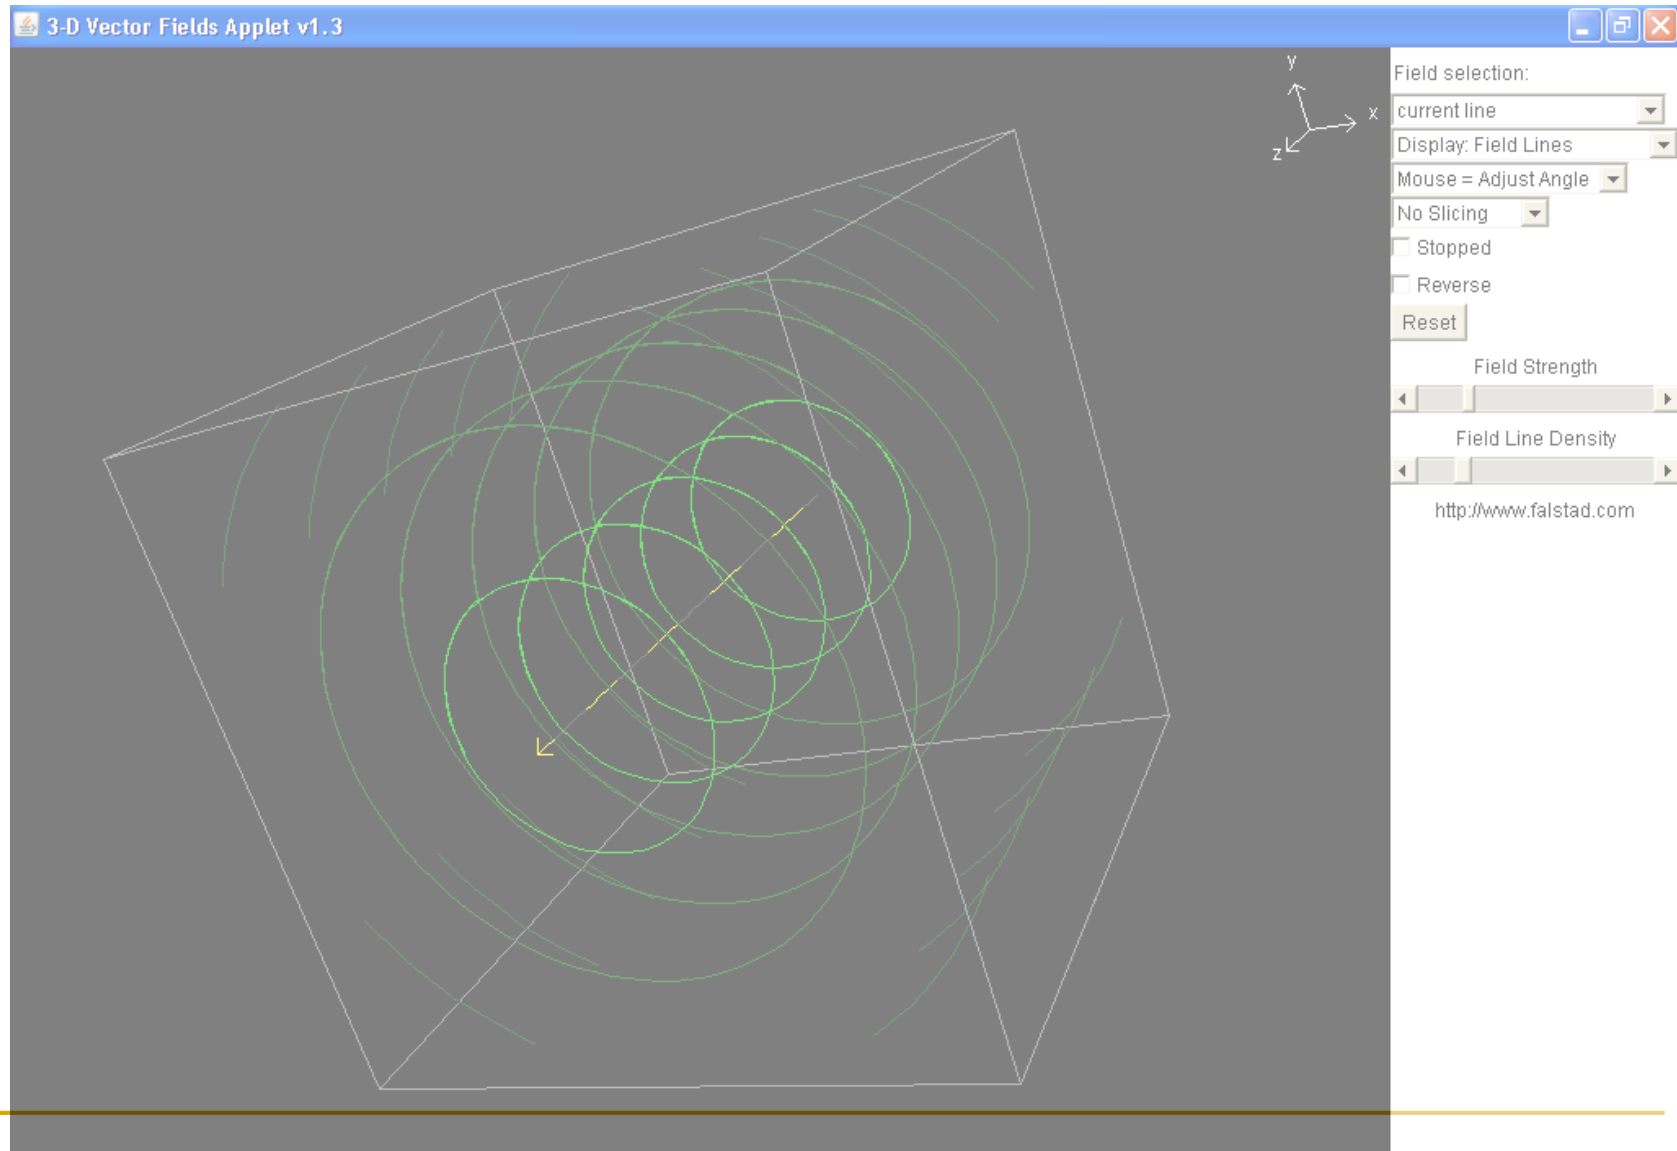 3-D Vector Fields Applet v1.3
y
x
z
Field selection:
current line
Display: Field Lines
Mouse = Adjust Angle
No Slicing
Stopped
Reverse
Reset
Field Strength
Field Line Density
http://www.falstad.com